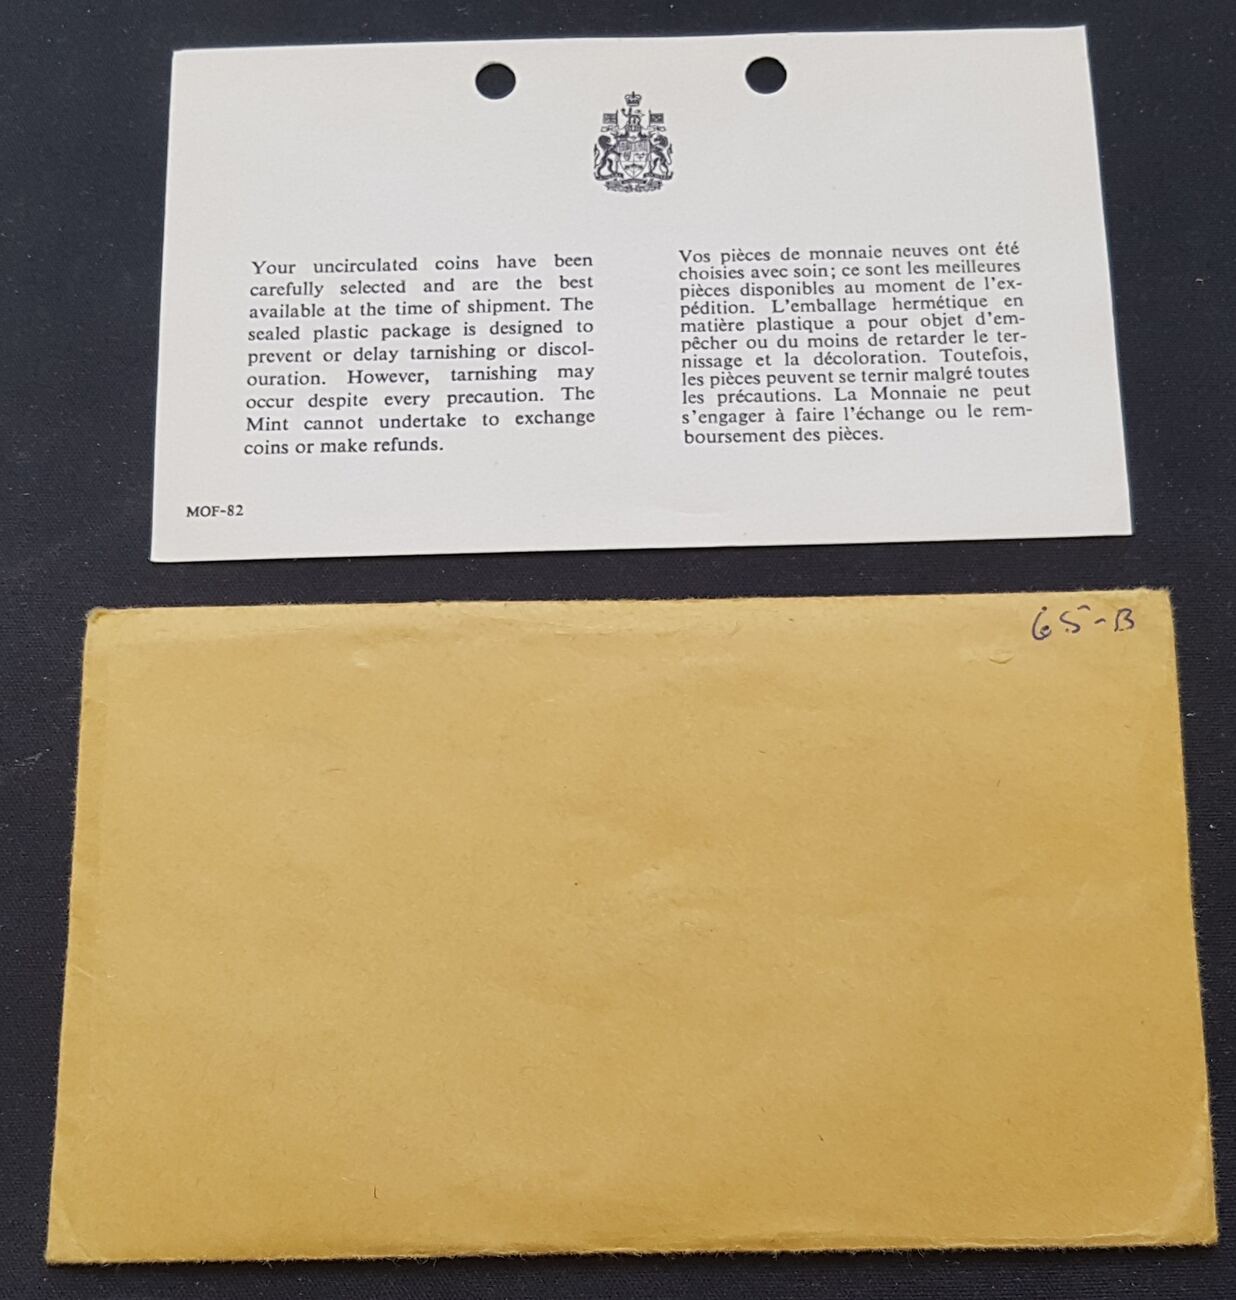 Your uncirculated coins have been
carefully selected and are the best
available at the time of shipment. The
sealed plastic package is designed to
prevent or delay tarnishing or discol-
ouration. However, tarnishing may
occur despite every precaution. The
Mint cannot undertake to exchange
coins or make refunds.
Vos pièces de monnaie neuves ont été
choisies avec soin; ce sont les meilleures
pièces disponibles au moment de l'ex-
pédition. L'emballage hermétique en
matière plastique a pour objet d'em-
pêcher ou du moins de retarder le ter-
nissage et la décoloration. Toutefois,
les pièces peuvent se ternir malgré toutes
les précautions. La Monnaie ne peut
s'engager à faire l'échange ou le rem-
boursement des pièces.
MOF-82
65-B